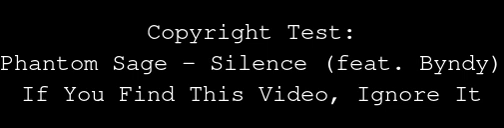 Copyright Test:
Phantom Sage - Silence (feat. Byndy)
If You Find This Video, Ignore It